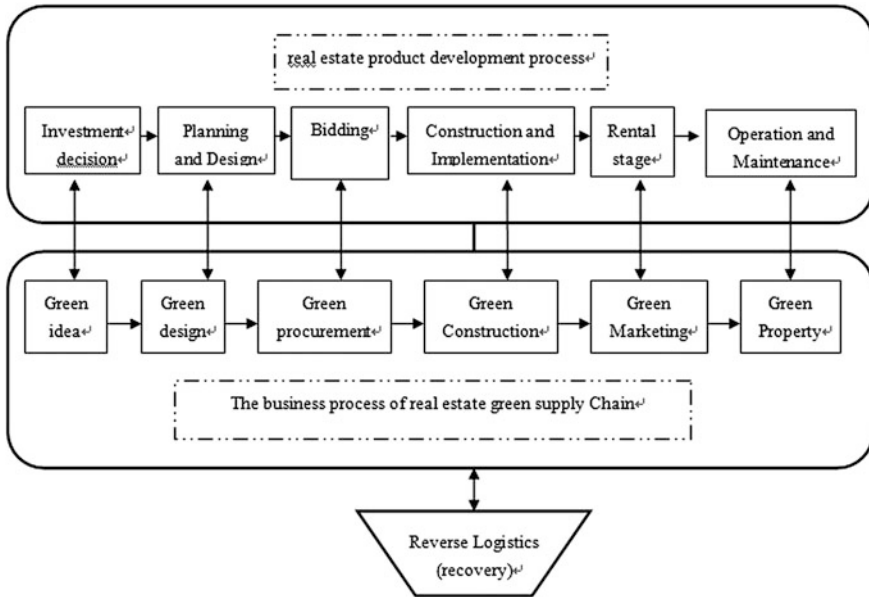 real estate product development process↵
Investment↵
decision↵
Planning
and Design↵
Bidding↵
Construction and
Implementation↵
Rental
stage↵
Operation and
Maintenance↵
Green
idea↵
Green
design↵
Green
procurement↵
Green
Construction↵
Green
Marketing↵
Green
Property↵
The business process of real estate green supply Chain↵
Reverse Logistics
(recovery)↵